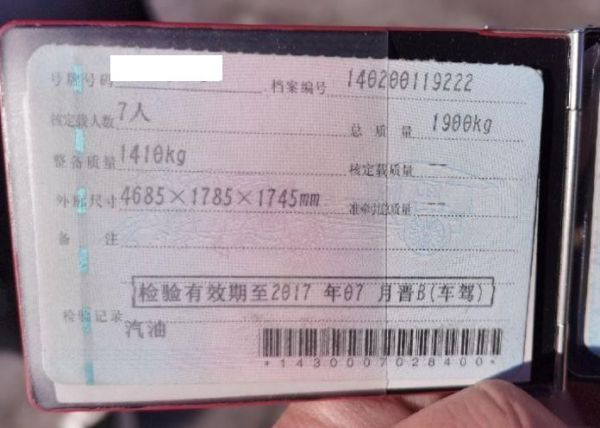 号牌号码 档案编号 140200119222
核定载人数 7人 总质量 1900kg
整备质量 1410kg 核定载质量 --
外廓尺寸 4685×1785×1745mm 准牵引总质量 --
备注
检验有效期至2017 年07 月晋B(车驾)
检验记录
汽油
*1430007028400*